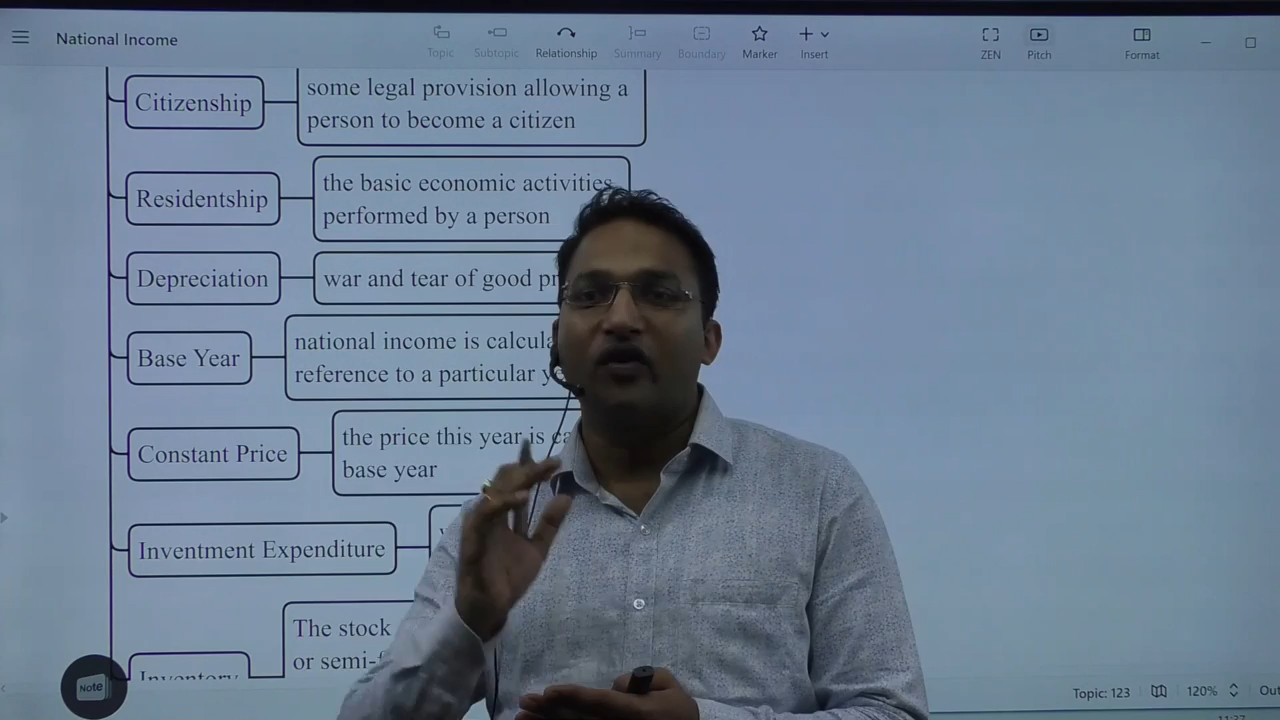 National Income
Topic
Subtopic
Relationship
Summary
Boundary
Marker
Insert
ZEN
Pitch
Format
Citizenship
some legal provision allowing a
person to become a citizen
Residentship
the basic economic activities
performed by a person
Depreciation
war and tear of good
Base Year
national income is
reference to a particular
Constant Price
the price this year is
base year
Inventment Expenditure
The stock
or
Inventory
Note
Topic: 123
120%